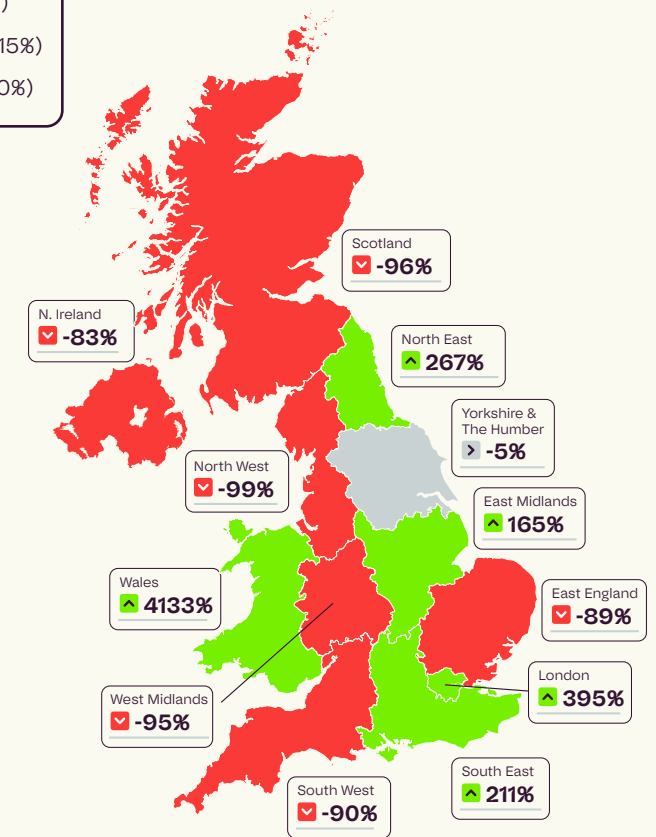 )
15%)
0%)
Scotland
-96%
N. Ireland
-83%
North East
267%
Yorkshire &
The Humber
-5%
North West
-99%
East Midlands
165%
Wales
4133%
East England
-89%
London
395%
West Midlands
-95%
South East
211%
South West
-90%